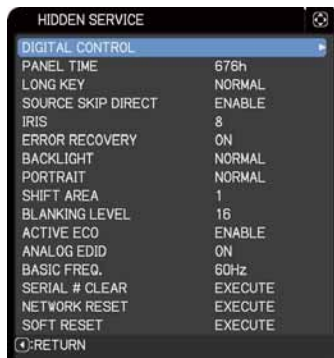 HIDDEN SERVICE
DIGITAL CONTROL
PANEL TIME 676h
LONG KEY NORMAL
SOURCE SKIP DIRECT ENABLE
IRIS 8
ERROR RECOVERY ON
BACKLIGHT NORMAL
PORTRAIT NORMAL
SHIFT AREA 1
BLANKING LEVEL 16
ACTIVE ECO ENABLE
ANALOG EDID ON
BASIC FREQ. 60Hz
SERIAL # CLEAR EXECUTE
NETWORK RESET EXECUTE
SOFT RESET EXECUTE
:RETURN